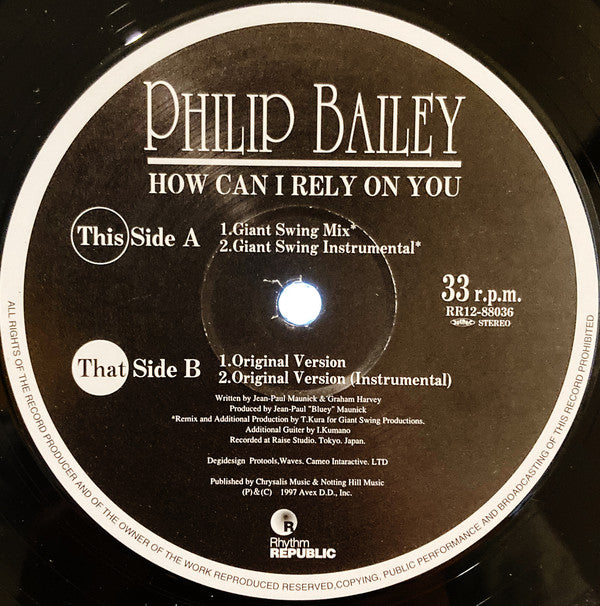 PHILIP BAILEY
HOW CAN I RELY ON YOU
This Side A
1.Giant Swing Mix*
2.Giant Swing Instrumental*
33 r.p.m.
RR12-88036
STEREO
That Side B
1.Original Version
2.Original Version (Instrumental)
Written by Jean-Paul Maunick & Graham Harvey
Produced by Jean-Paul "Bluey" Maunick
*Remix and Additional Production by T.Kura for Giant Swing Productions.
Additional Guiter by I.Kumano
Recorded at Raise Studio. Tokyo. Japan.
Degidesign Protools,Waves. Cameo Intaractive. LTD
Published by Chrysalis Music & Notting Hill Music
(P)&(C) 1997 Avex D.D., Inc.
R
Rhythm
REPUBLIC
ALL RIGHTS OF THE RECORD PRODUCER AND OF THE OWNER OF THE WORK REPRODUCED RESERVED,COPYING, PUBLIC PERFORMANCE AND BROADCASTING OF THIS RECORD PROHIBITED